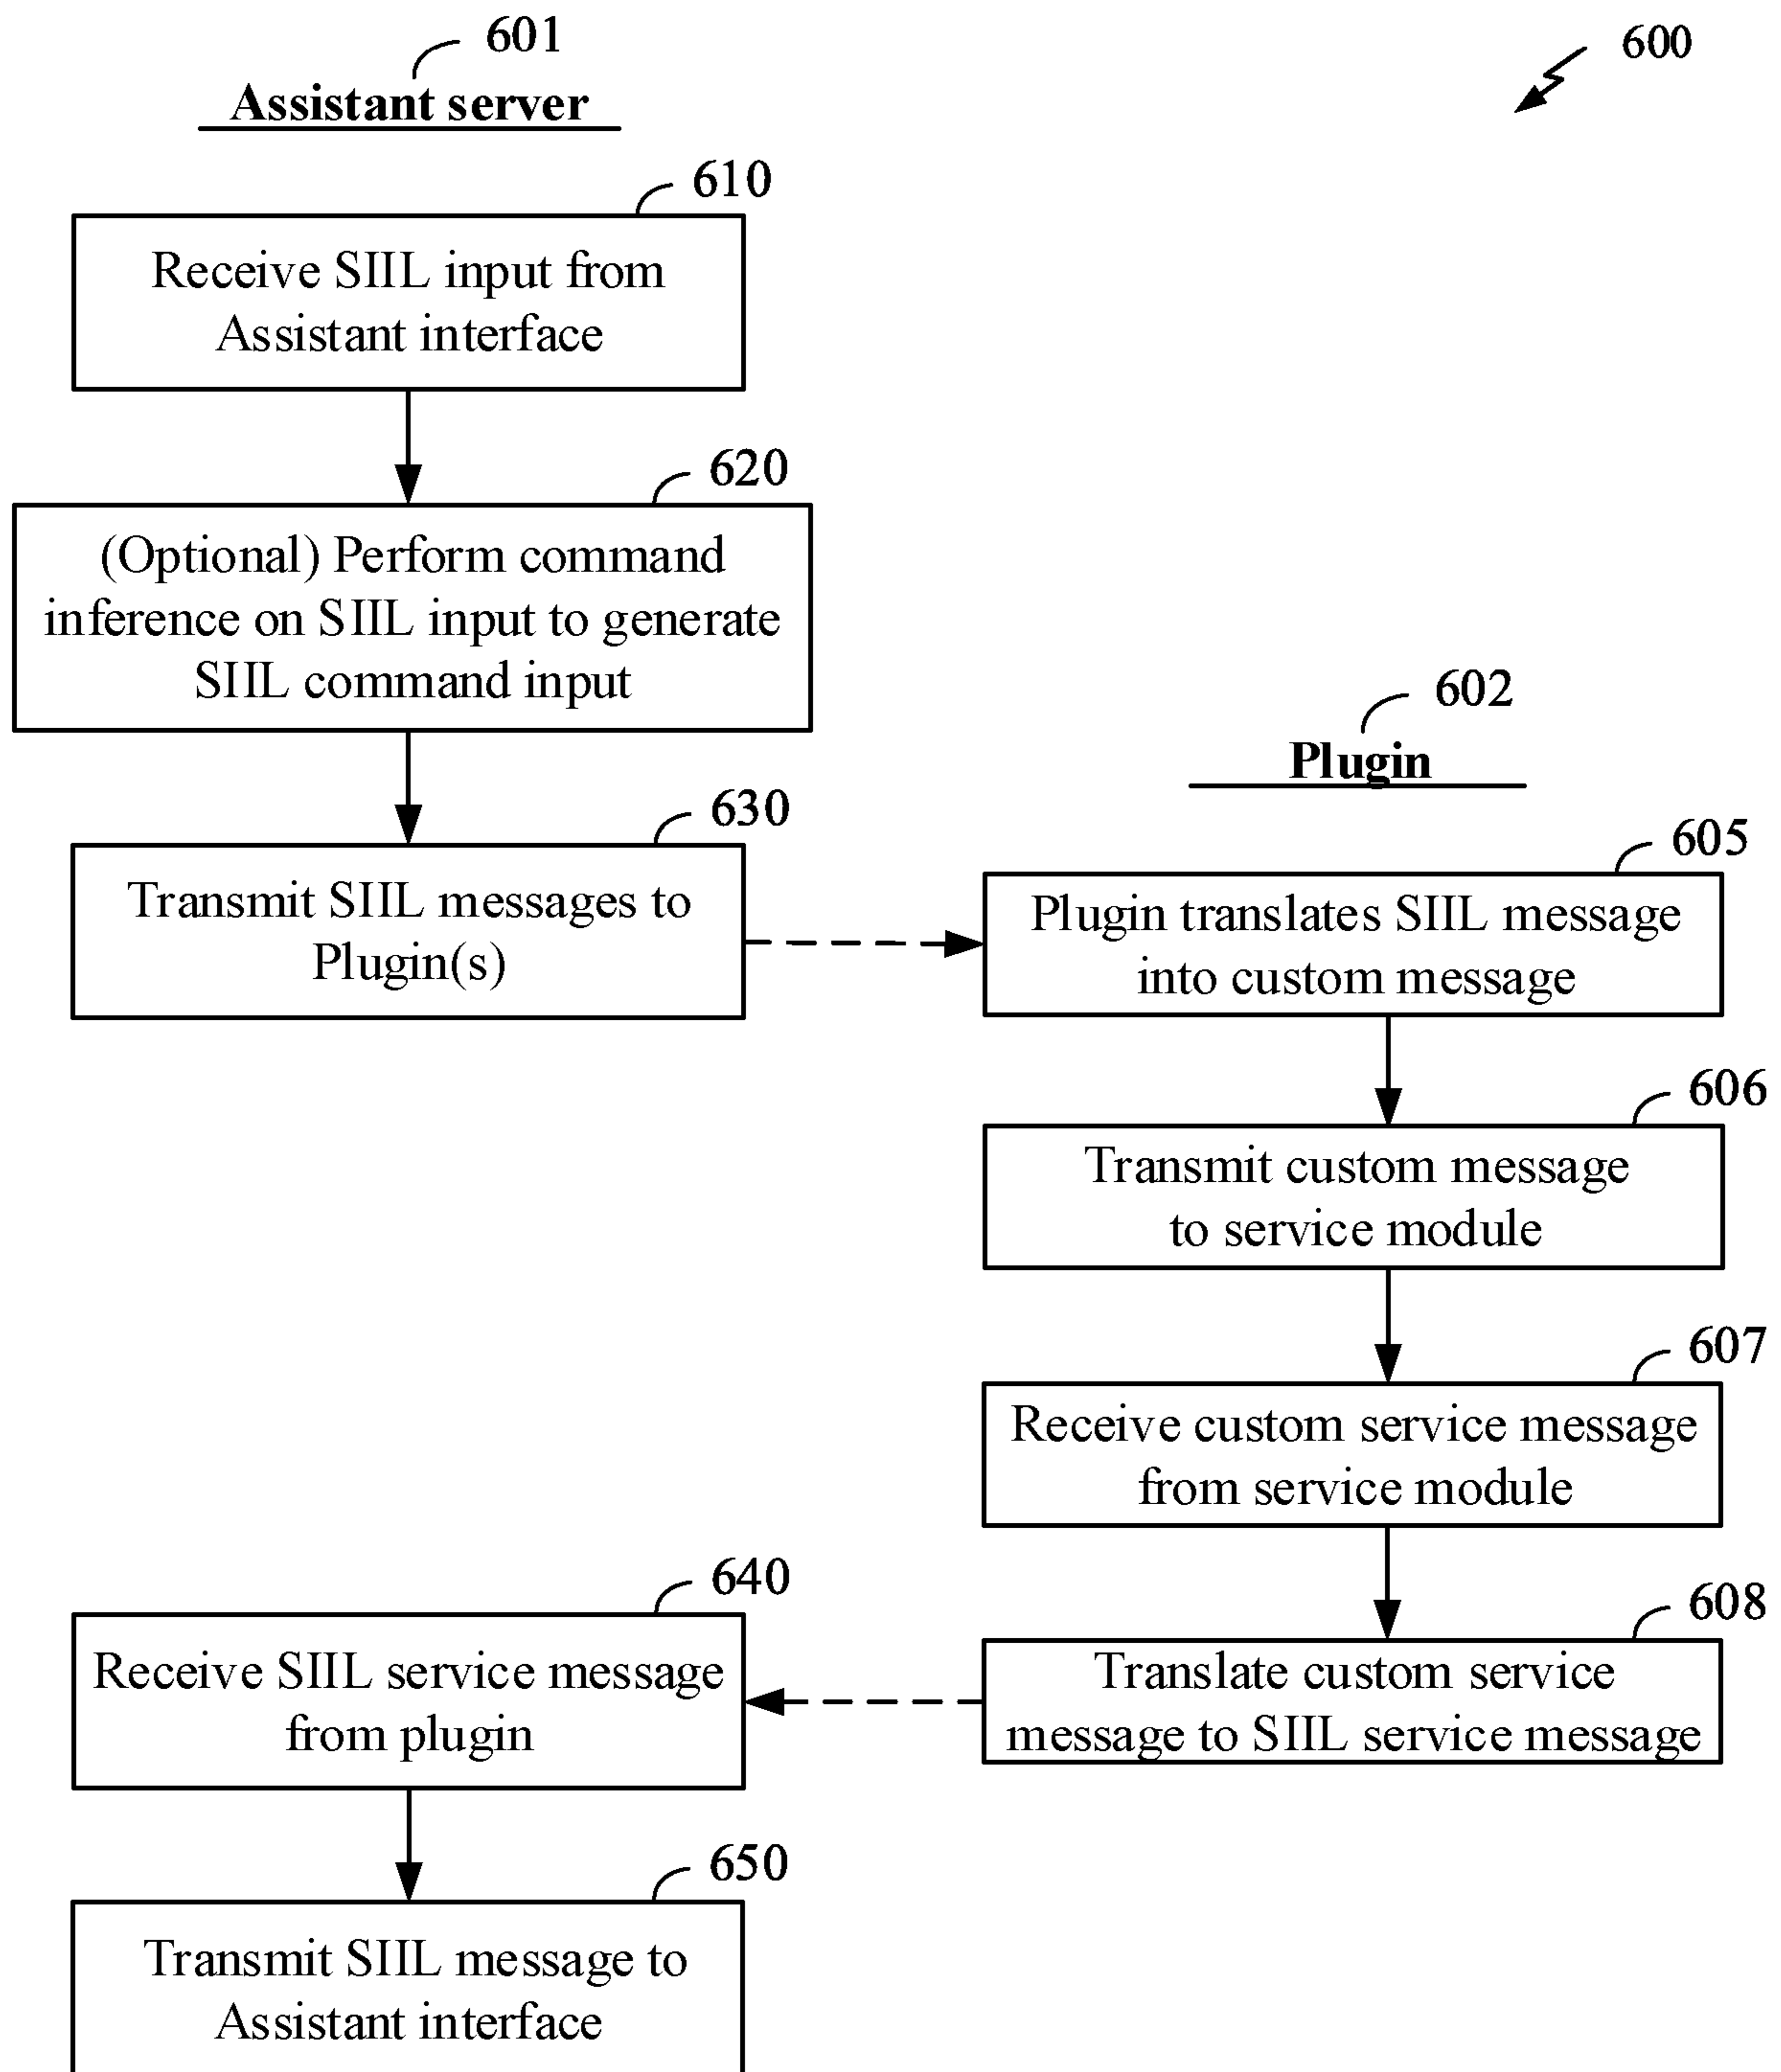 601
Assistant server
600
610
Receive SIIL input from
Assistant interface
620
(Optional) Perform command
inference on SIIL input to generate
SIIL command input
630
Transmit SIIL messages to
Plugin(s)
602
Plugin
605
Plugin translates SIIL message
into custom message
606
Transmit custom message
to service module
607
Receive custom service message
from service module
608
Translate custom service
message to SIIL service message
640
Receive SIIL service message
from plugin
650
Transmit SIIL message to
Assistant interface